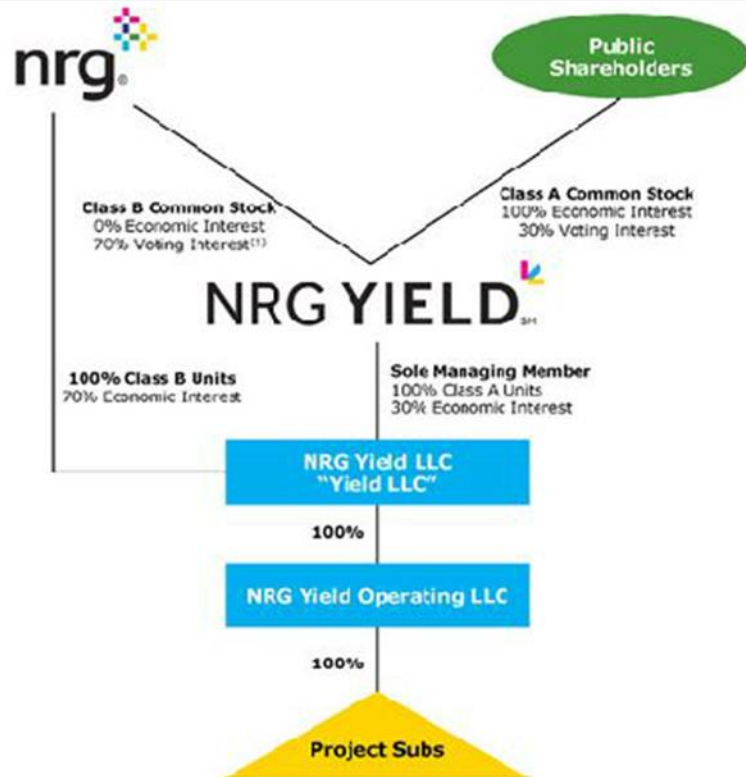 nrg®
Public
Shareholders
Class B Common Stock
0% Economic Interest
70% Voting Interest(1)
Class A Common Stock
100% Economic Interest
30% Voting Interest
NRG YIELD SM
100% Class B Units
70% Economic Interest
Sole Managing Member
100% Class A Units
30% Economic Interest
NRG Yield LLC
“Yield LLC”
100%
NRG Yield Operating LLC
100%
Project Subs